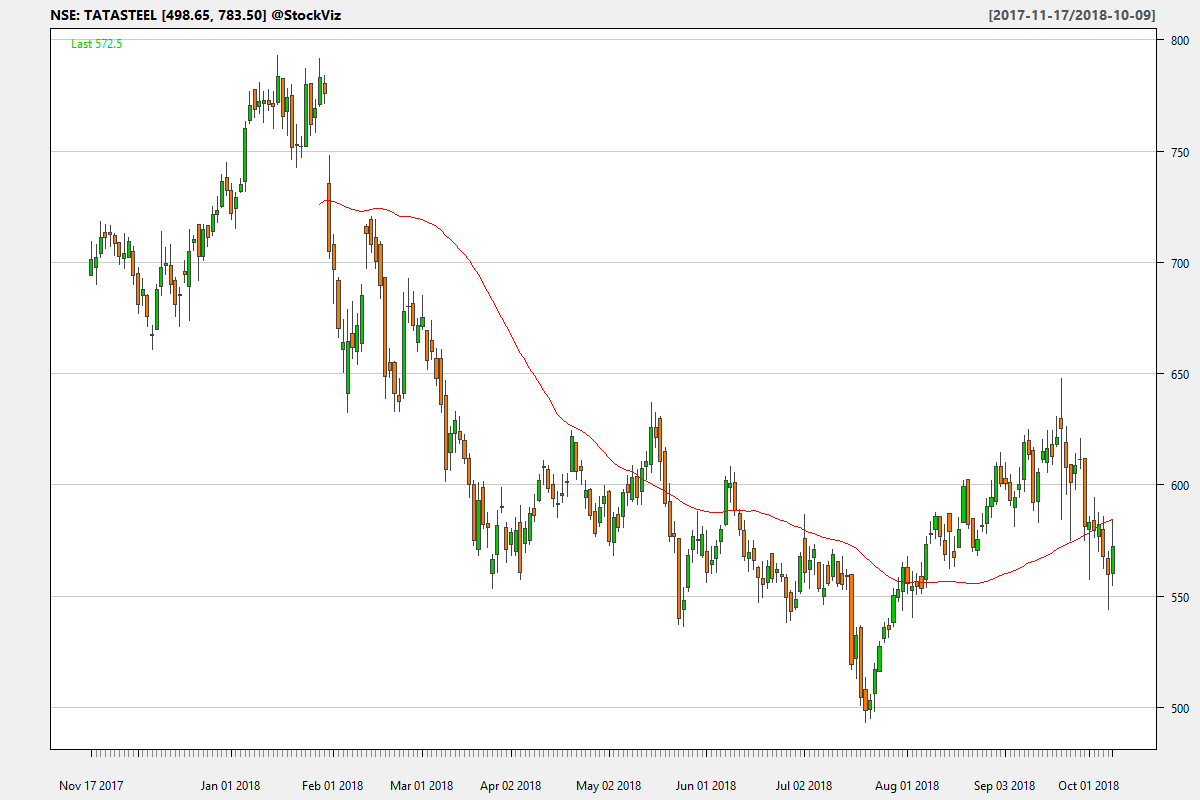 NSE: TATASTEEL [498.65, 783.50] @StockViz [2017-11-17/2018-10-09]
Last 572.5
800
750
700
650
600
550
500
Nov 17 2017 Jan 01 2018 Feb 01 2018 Mar 01 2018 Apr 02 2018 May 02 2018 Jun 01 2018 Jul 02 2018 Aug 01 2018 Sep 03 2018 Oct 01 2018